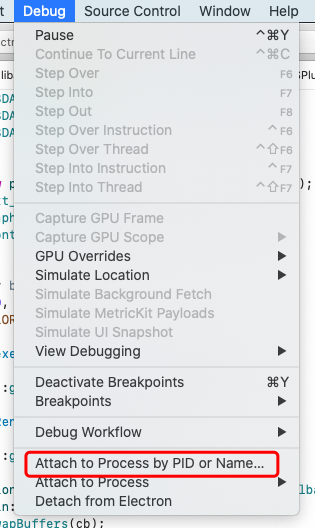 Debug Source Control Window Help
Pause ^⌘Y
Continue To Current Line ^⌘C
Step Over F6
Step Into F7
Step Out F8
Step Over Instruction ^F6
Step Over Thread ^⇧F6
Step Into Instruction ^F7
Step Into Thread ^⇧F7
Capture GPU Frame
Capture GPU Scope
GPU Overrides
Simulate Location
Simulate Background Fetch
Simulate MetricKit Payloads
Simulate UI Snapshot
View Debugging
Deactivate Breakpoints ⌘Y
Breakpoints
Debug Workflow
Attach to Process by PID or Name...
Attach to Process
Detach from Electron
wapBuffers(cb);